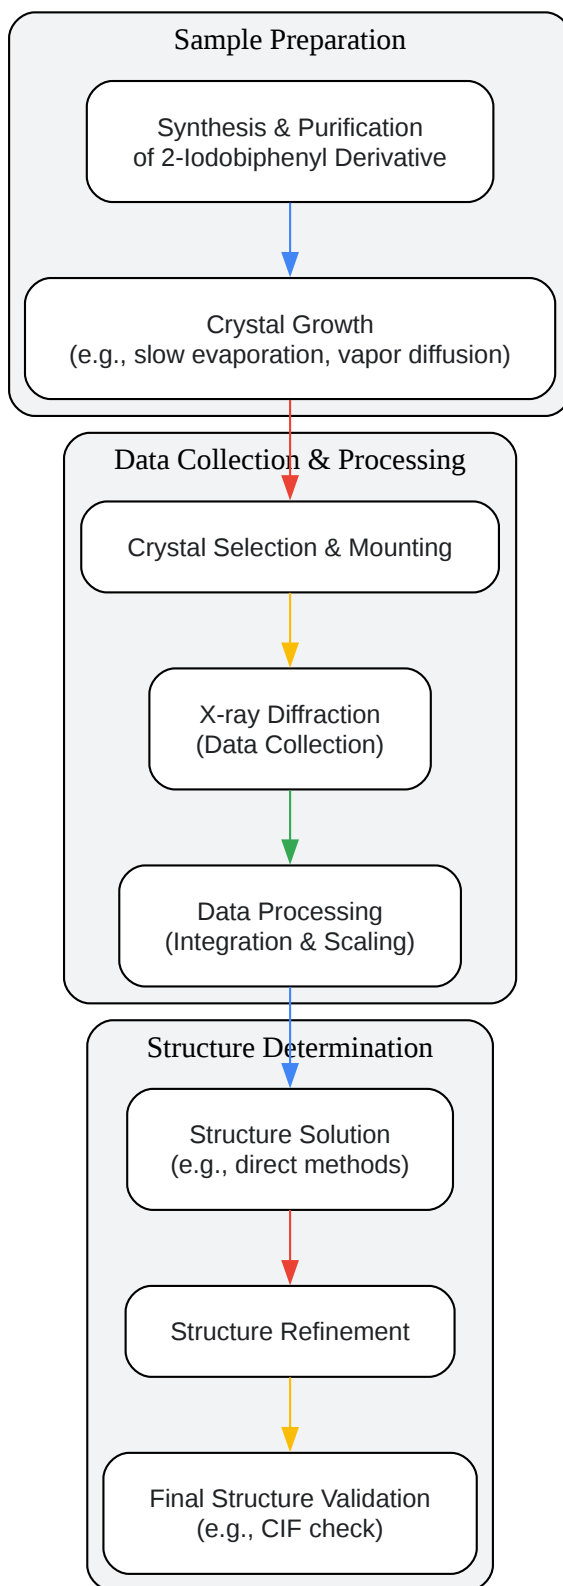 Sample Preparation
Synthesis & Purification
of 2-Iodobiphenyl Derivative
Crystal Growth
(e.g., slow evaporation, vapor diffusion)
Data Collection & Processing
Crystal Selection & Mounting
X-ray Diffraction
(Data Collection)
Data Processing
(Integration & Scaling)
Structure Determination
Structure Solution
(e.g., direct methods)
Structure Refinement
Final Structure Validation
(e.g., CIF check)